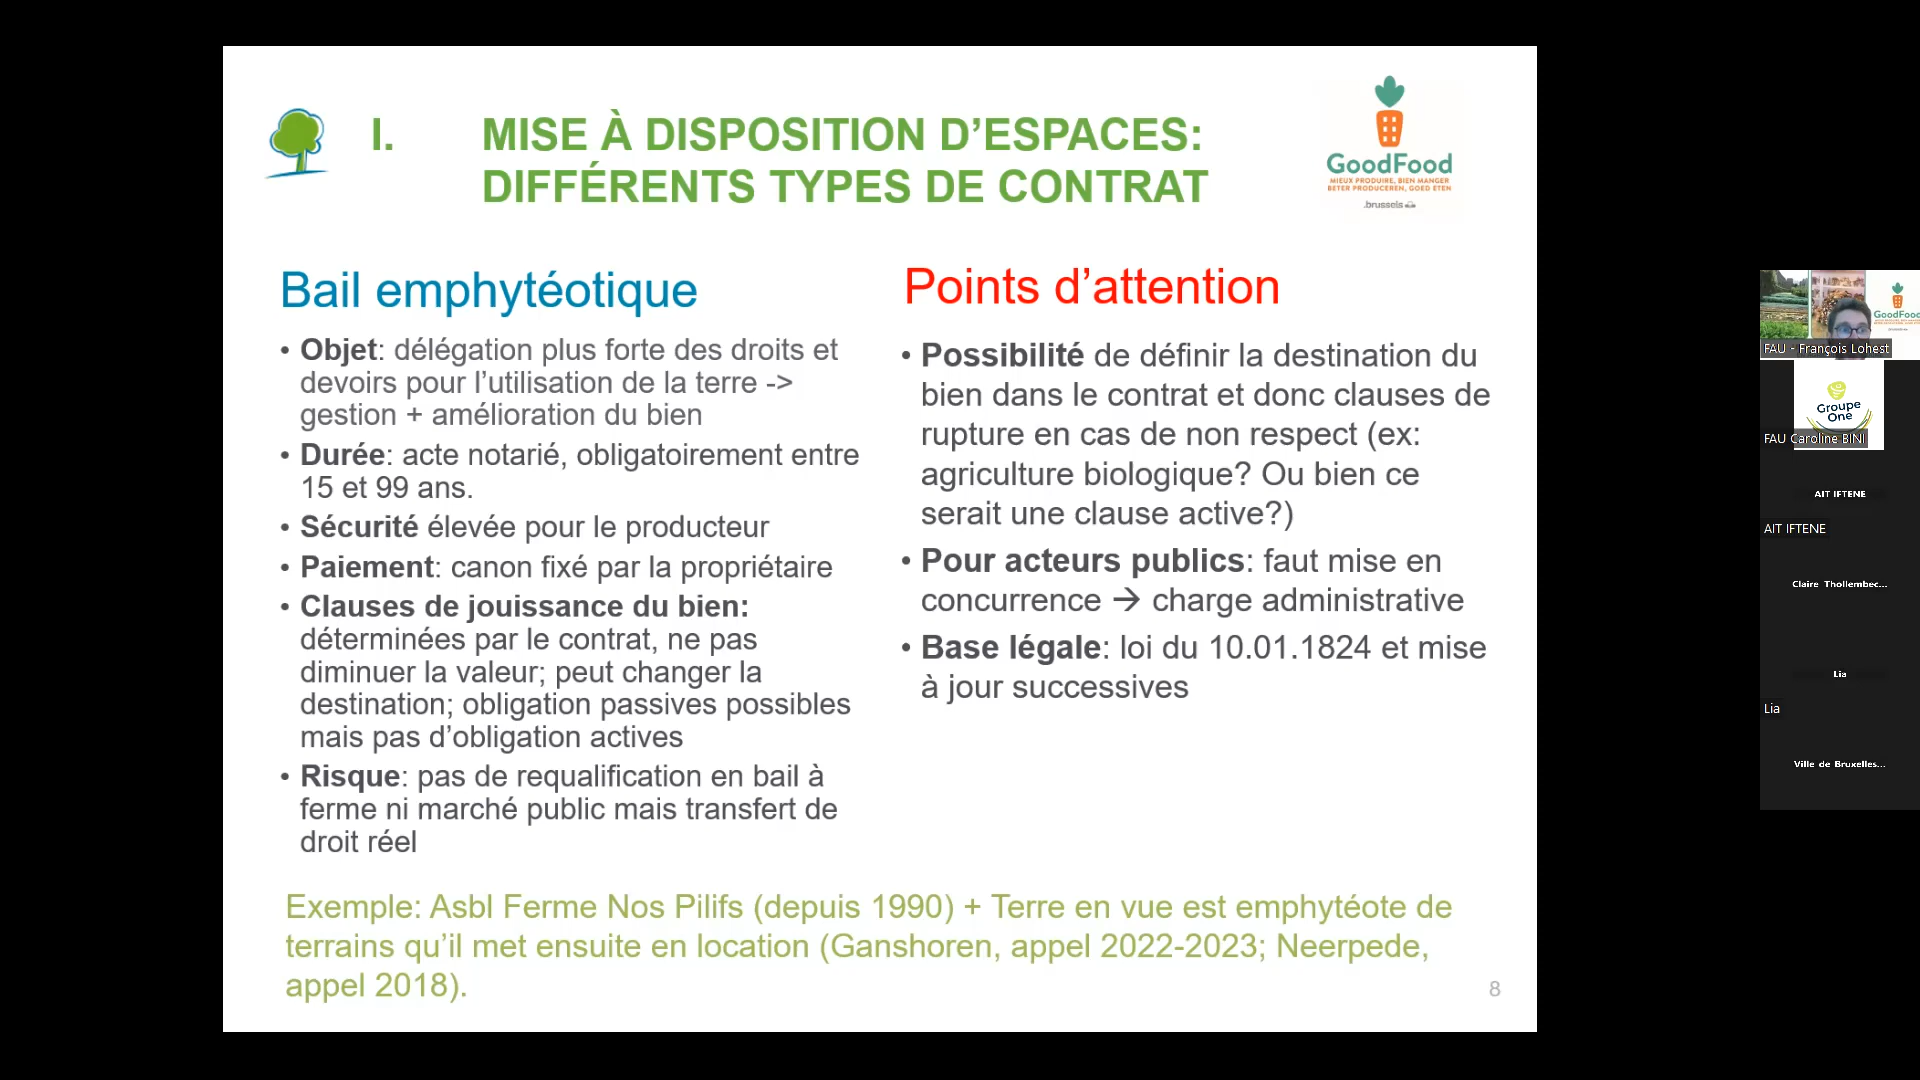 I. MISE À DISPOSITION D’ESPACES:
DIFFÉRENTS TYPES DE CONTRAT
GoodFood
MIEUX PRODUIRE, BIEN MANGER
BETER PRODUCEREN, GOED ETEN
.brussels
Bail emphytéotique
• Objet: délégation plus forte des droits et
devoirs pour l’utilisation de la terre ->
gestion + amélioration du bien
• Durée: acte notarié, obligatoirement entre
15 et 99 ans.
• Sécurité élevée pour le producteur
• Paiement: canon fixé par la propriétaire
• Clauses de jouissance du bien:
déterminées par le contrat, ne pas
diminuer la valeur; peut changer la
destination; obligation passives possibles
mais pas d’obligation actives
• Risque: pas de requalification en bail à
ferme ni marché public mais transfert de
droit réel
Points d’attention
• Possibilité de définir la destination du
bien dans le contrat et donc clauses de
rupture en cas de non respect (ex:
agriculture biologique? Ou bien ce
serait une clause active?)
• Pour acteurs publics: faut mise en
concurrence → charge administrative
• Base légale: loi du 10.01.1824 et mise
à jour successives
Exemple: Asbl Ferme Nos Pilifs (depuis 1990) + Terre en vue est emphytéote de
terrains qu’il met ensuite en location (Ganshoren, appel 2022-2023; Neerpede,
appel 2018).
8
GoodFood
FAU - François Lohest
Groupe
One
FAU Caroline BINI
AIT IFTENE
AIT IFTENE
Claire Thollembec...
Lia
Lia
Ville de Bruxelles...